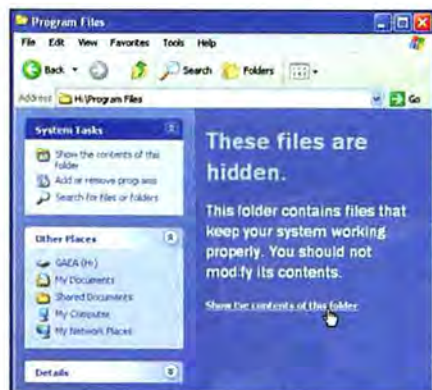 Program Files
File Edit View Favorites Tools Help
Back Search Folders
Address H:\Program Files Go
System Tasks
Show the contents of this
folder
Add or remove programs
Search for files or folders
Other Places
GAEA (H:)
My Documents
Shared Documents
My Computer
My Network Places
Details
These files are
hidden.
This folder contains files that
keep your system working
properly. You should not
modify its contents.
Show the contents of this folder